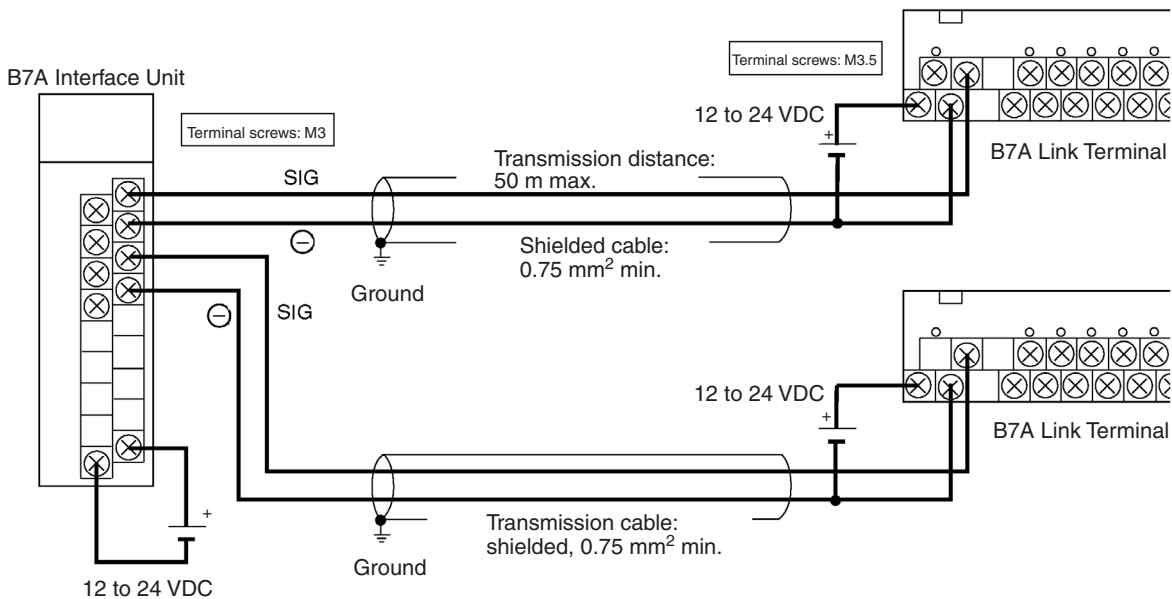 B7A Interface Unit
Terminal screws: M3
Terminal screws: M3.5
12 to 24 VDC
+
B7A Link Terminal
SIG
Transmission distance:
50 m max.
−
Shielded cable:
0.75 mm² min.
Ground
−
SIG
12 to 24 VDC
+
B7A Link Terminal
+
Transmission cable:
shielded, 0.75 mm² min.
Ground
12 to 24 VDC